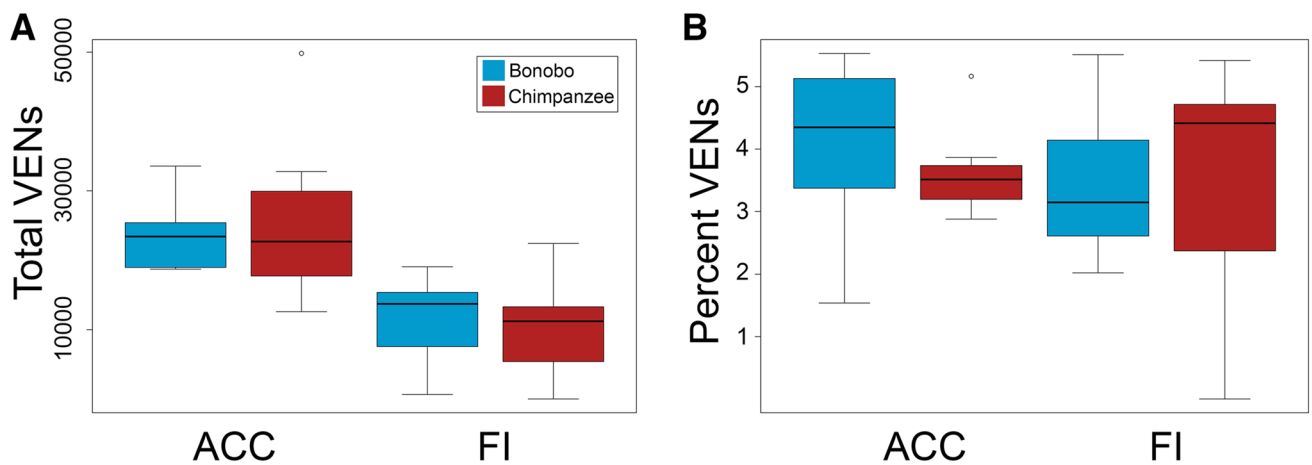 A
Total VENs
50000
30000
10000
Bonobo
Chimpanzee
ACC
FI
B
Percent VENs
5
4
3
2
1
ACC
FI